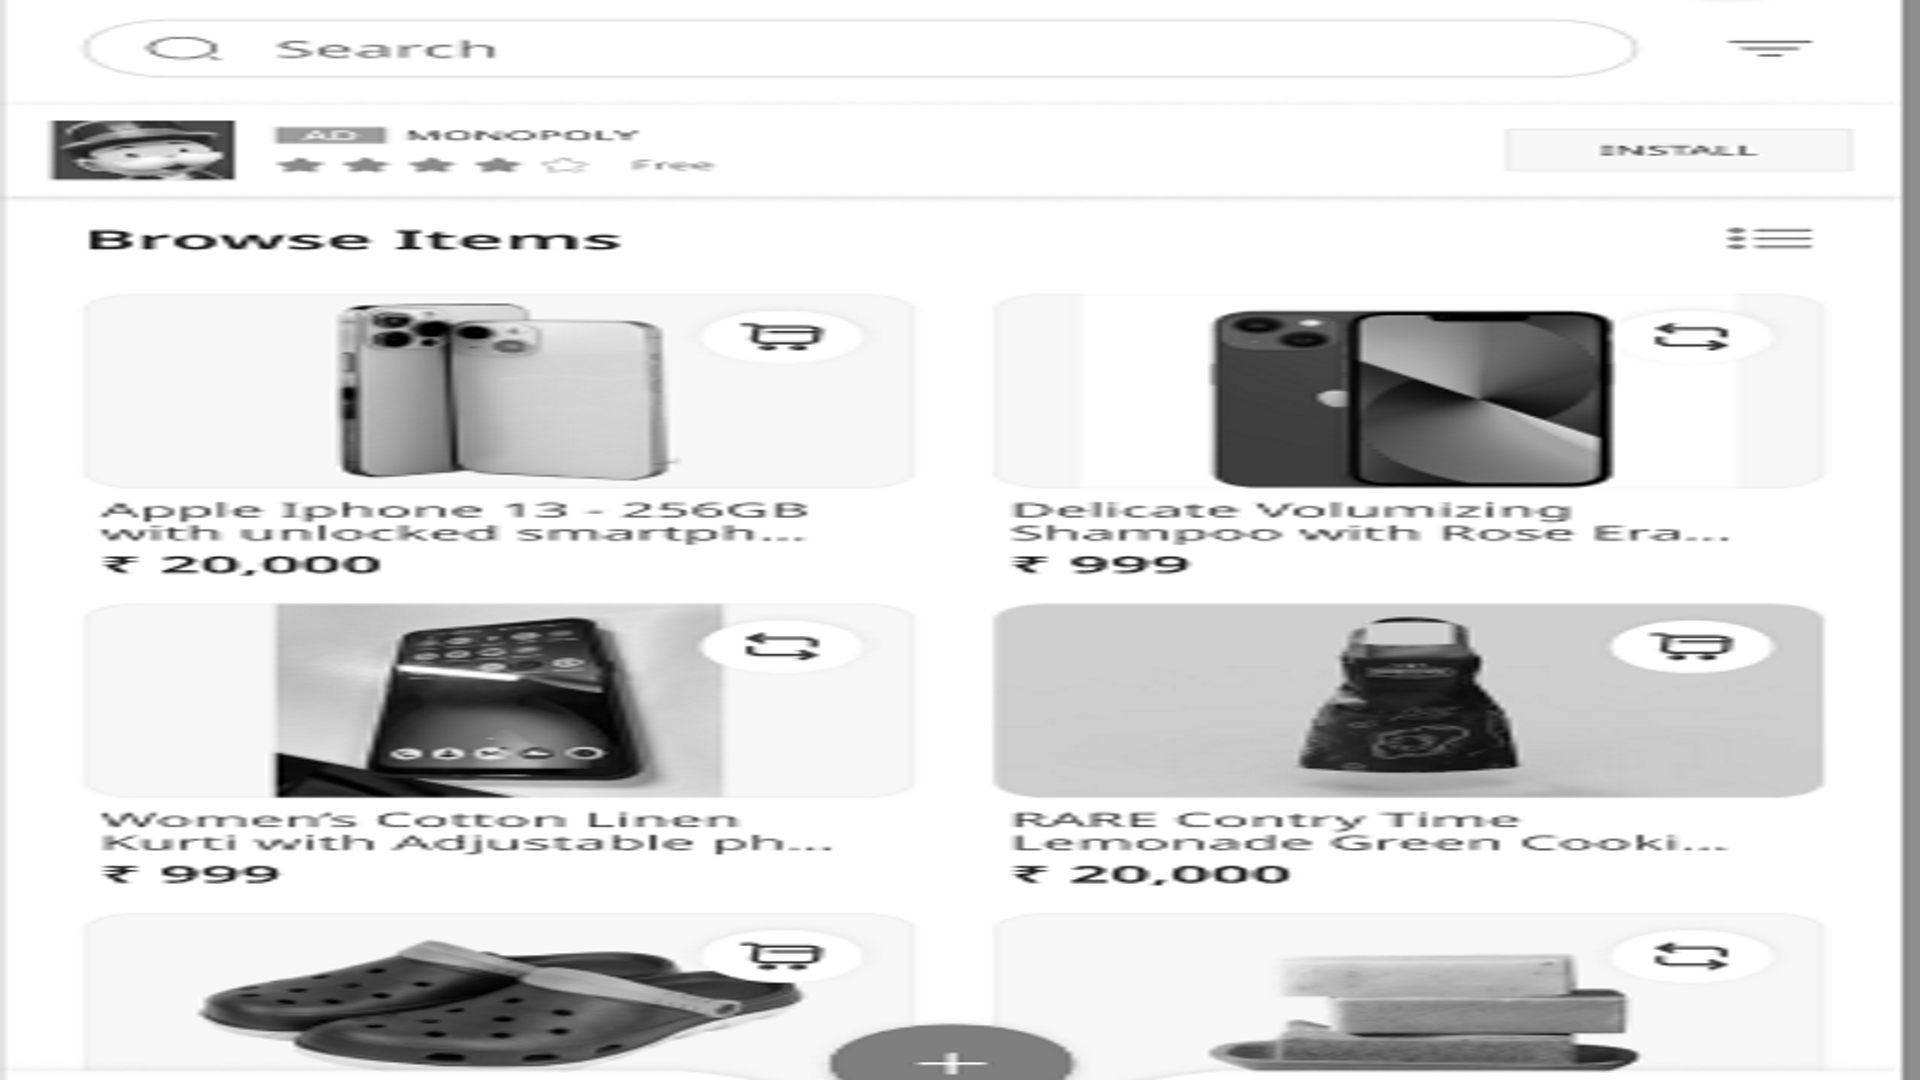 Search
AD MONOPOLY
Free
INSTALL
Browse Items
Apple Iphone 13 - 256GB
with unlocked smartph...
₹ 20,000
Delicate Volumizing
Shampoo with Rose Era...
₹ 999
Women's Cotton Linen
Kurti with Adjustable ph...
₹ 999
RARE Contry Time
Lemonade Green Cooki...
₹ 20,000